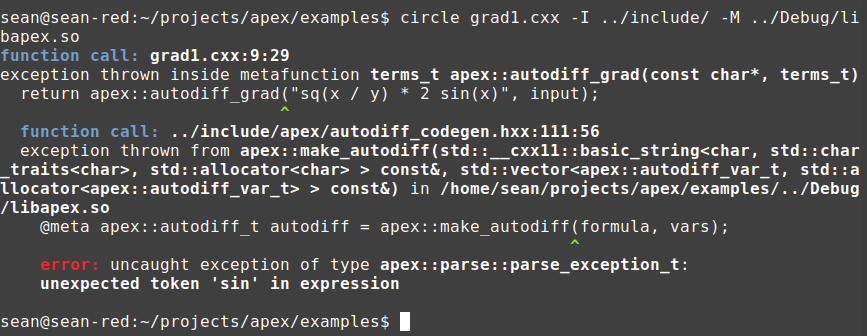 sean@sean-red:~/projects/apex/examples$ circle grad1.cxx -I ../include/ -M ../Debug/li
bapex.so
function call: grad1.cxx:9:29
exception thrown inside metafunction terms_t apex::autodiff_grad(const char*, terms_t)
  return apex::autodiff_grad("sq(x / y) * 2 sin(x)", input);
                            ^
  function call: ../include/apex/autodiff_codegen.hxx:111:56
  exception thrown from apex::make_autodiff(std::__cxx11::basic_string<char, std::char
_traits<char>, std::allocator<char> > const&, std::vector<apex::autodiff_var_t, std::a
llocator<apex::autodiff_var_t> > const&) in /home/sean/projects/apex/examples/../Debug
/libapex.so
    @meta apex::autodiff_t autodiff = apex::make_autodiff(formula, vars);
                                                         ^
    error: uncaught exception of type apex::parse::parse_exception_t:
    unexpected token 'sin' in expression
sean@sean-red:~/projects/apex/examples$